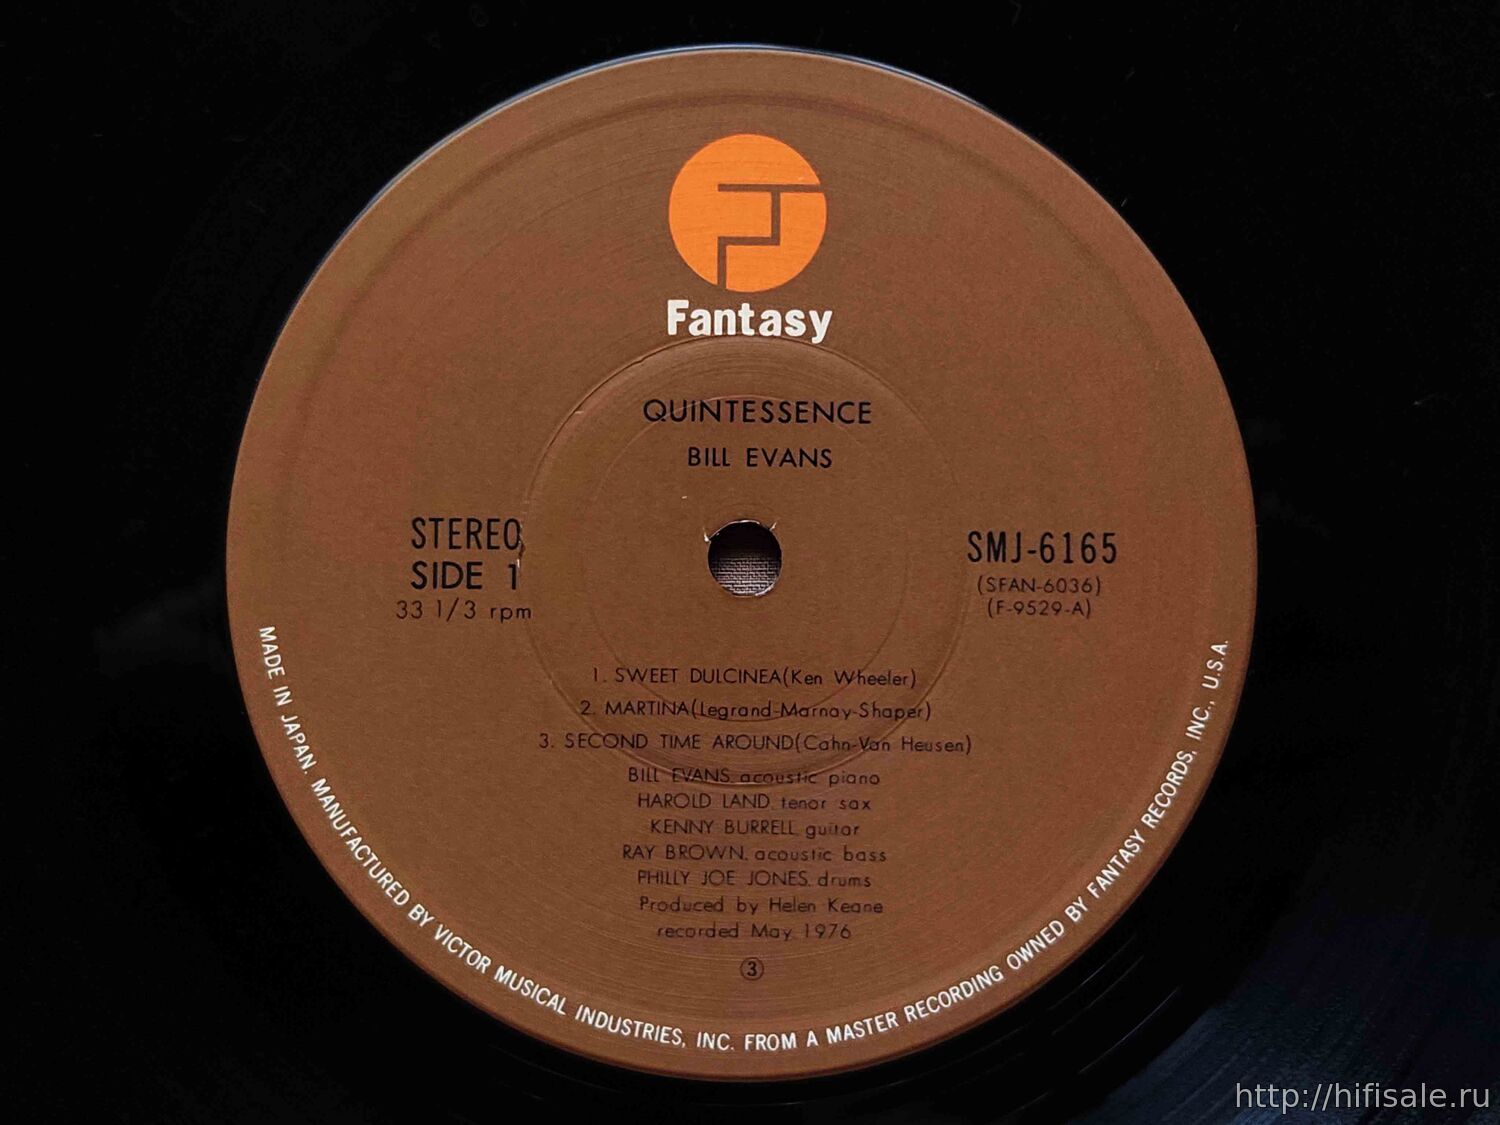 Fantasy
QUINTESSENCE
BILL EVANS
STEREO
SIDE 1
33 1/3 rpm
SMJ-6165
(SFAN-6036)
(F-9529-A)
1. SWEET DULCINEA(Ken Wheeler)
2. MARTINA(Legrand-Marnay-Shaper)
3. SECOND TIME AROUND(Cahn-Van Heusen)
BILL EVANS, acoustic piano
HAROLD LAND, tenor sax
KENNY BURRELL, guitar
RAY BROWN, acoustic bass
PHILLY JOE JONES, drums
Produced by Helen Keane
recorded May, 1976
③
MADE IN JAPAN. MANUFACTURED BY VICTOR MUSICAL INDUSTRIES, INC. FROM A MASTER RECORDING OWNED BY FANTASY RECORDS, INC., U.S.A.
http://hifisale.ru